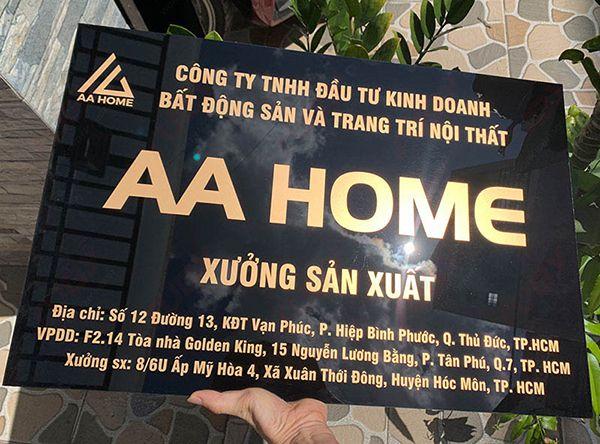 AA HOME
CÔNG TY TNHH ĐẦU TƯ KINH DOANH
BẤT ĐỘNG SẢN VÀ TRANG TRÍ NỘI THẤT
AA HOME
XƯỞNG SẢN XUẤT
Địa chỉ: Số 12 Đường 13, KĐT Vạn Phúc, P. Hiệp Bình Phước, Q. Thủ Đức, TP.HCM
VPDD: F2.14 Tòa nhà Golden King, 15 Nguyễn Lương Bằng, P. Tân Phú, Q.7, TP. HCM
Xưởng sx: 8/6U Ấp Mỹ Hòa 4, Xã Xuân Thới Đông, Huyện Hóc Môn, TP. HCM